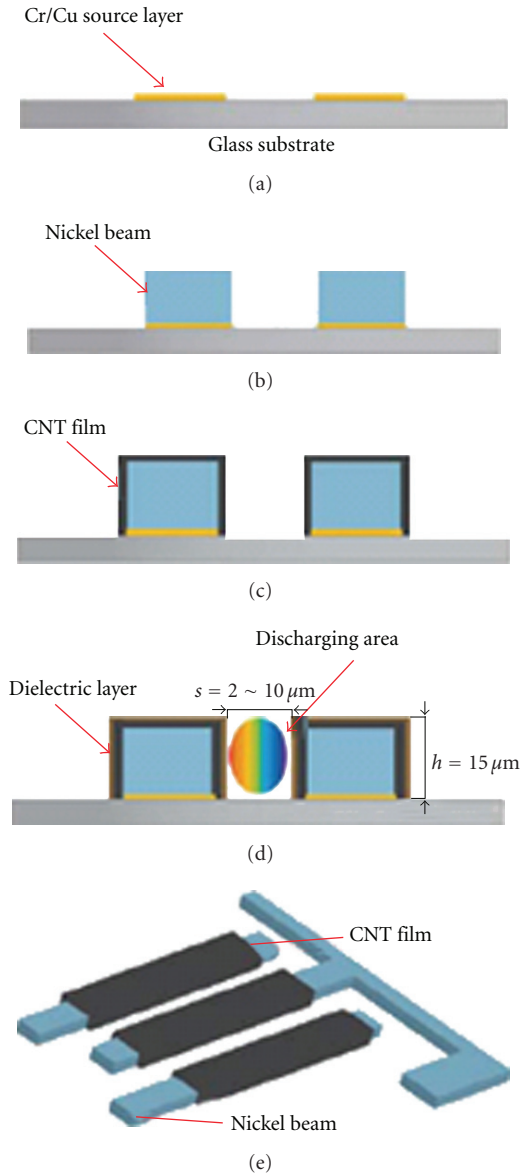 Cr/Cu source layer
Glass substrate
(a)
Nickel beam
(b)
CNT film
(c)
Discharging area
Dielectric layer
s = 2 ~ 10 μm
h = 15 μm
(d)
CNT film
Nickel beam
(e)